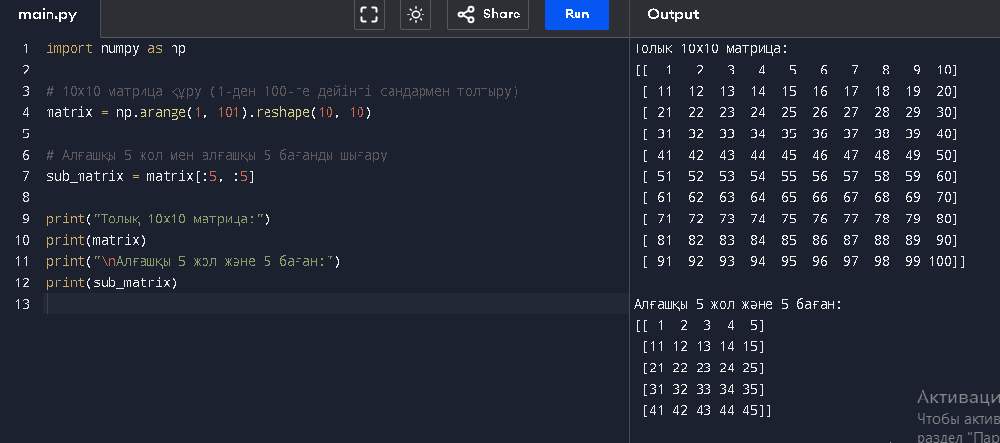 main.py
Share
Run
Output
1 import numpy as np
2
3 # 10x10 матрица құру (1-ден 100-ге дейінгі сандармен толтыру)
4 matrix = np.arange(1, 101).reshape(10, 10)
5
6 # Алғашқы 5 жол мен алғашқы 5 бағанды шығару
7 sub_matrix = matrix[:5, :5]
8
9 print("Толық 10x10 матрица:")
10 print(matrix)
11 print("\nАлғашқы 5 жол және 5 баған:")
12 print(sub_matrix)
13
Толық 10x10 матрица:
[[ 1 2 3 4 5 6 7 8 9 10]
[ 11 12 13 14 15 16 17 18 19 20]
[ 21 22 23 24 25 26 27 28 29 30]
[ 31 32 33 34 35 36 37 38 39 40]
[ 41 42 43 44 45 46 47 48 49 50]
[ 51 52 53 54 55 56 57 58 59 60]
[ 61 62 63 64 65 66 67 68 69 70]
[ 71 72 73 74 75 76 77 78 79 80]
[ 81 82 83 84 85 86 87 88 89 90]
[ 91 92 93 94 95 96 97 98 99 100]]
Алғашқы 5 жол және 5 баған:
[[ 1 2 3 4 5]
[11 12 13 14 15]
[21 22 23 24 25]
[31 32 33 34 35]
[41 42 43 44 45]]
Активаци
Чтобы актив
раздел "Пар